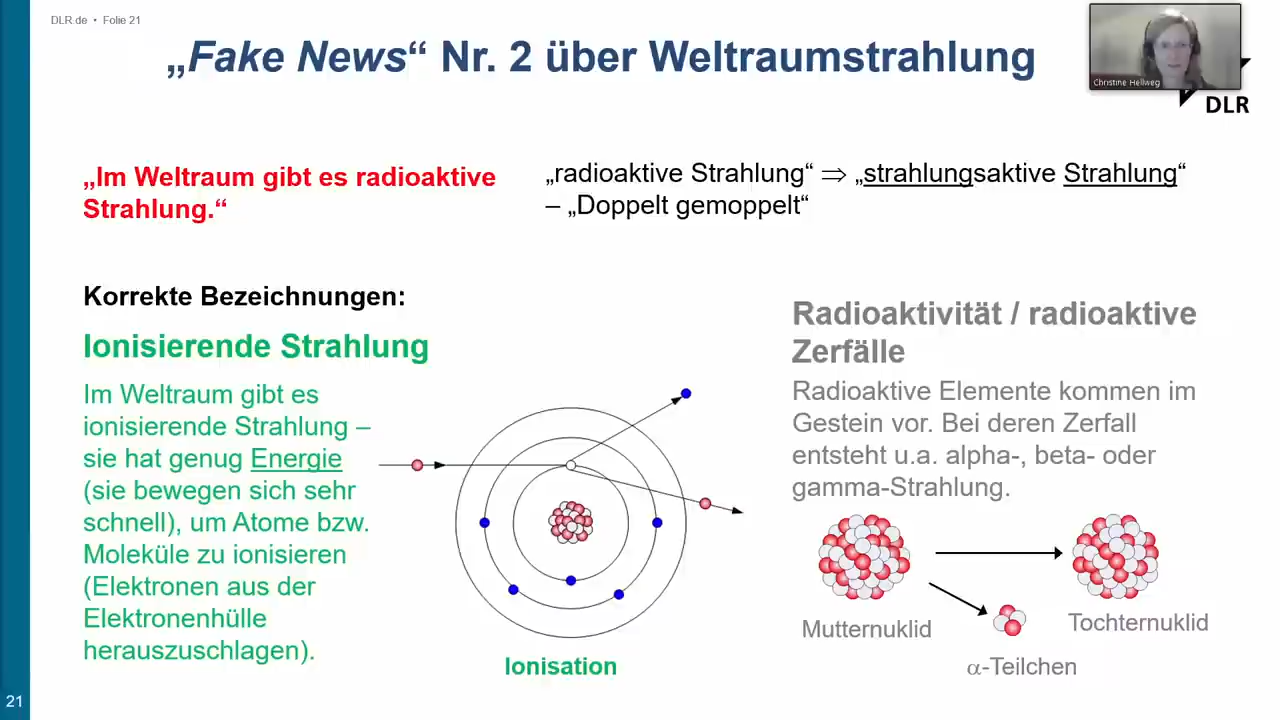 DLR.de • Folie 21
„Fake News“ Nr. 2 über Weltraumstrahlung
Christine Hellweg
DLR
„Im Weltraum gibt es radioaktive
Strahlung.“
„radioaktive Strahlung“ ⇒ „strahlungsaktive Strahlung“
– „Doppelt gemoppelt“
Korrekte Bezeichnungen:
Ionisierende Strahlung
Im Weltraum gibt es
ionisierende Strahlung –
sie hat genug Energie
(sie bewegen sich sehr
schnell), um Atome bzw.
Moleküle zu ionisieren
(Elektronen aus der
Elektronenhülle
herauszuschlagen).
Ionisation
Radioaktivität / radioaktive
Zerfälle
Radioaktive Elemente kommen im
Gestein vor. Bei deren Zerfall
entsteht u.a. alpha-, beta- oder
gamma-Strahlung.
Mutternuklid
Tochternuklid
α-Teilchen
21